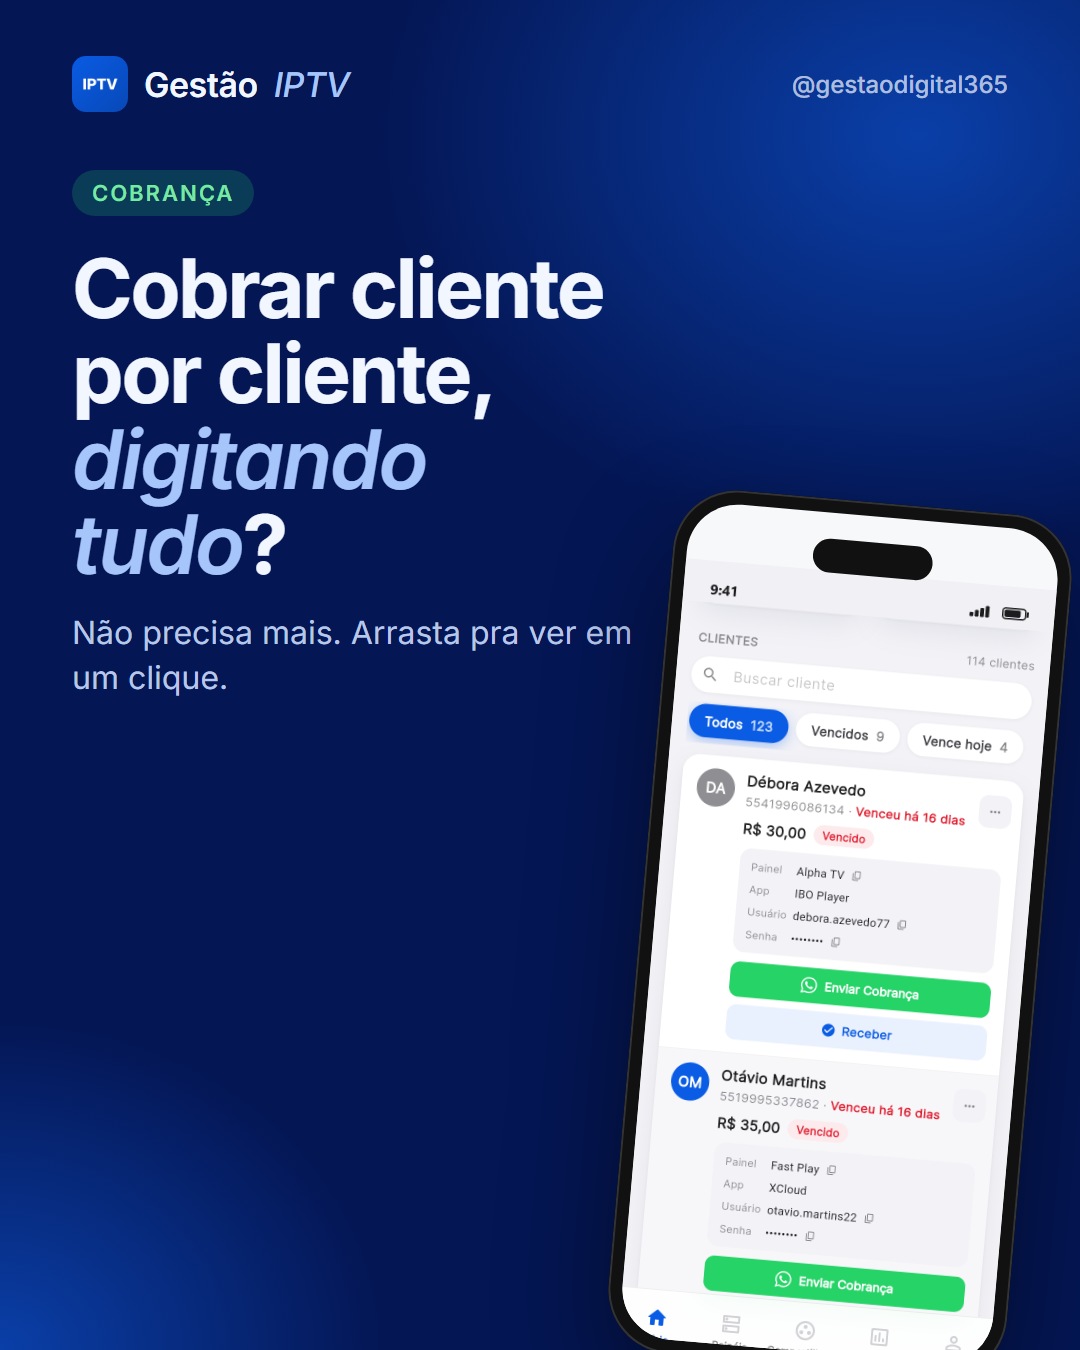 IPTV
Gestão IPTV
@gestaodigital365
COBRANÇA
Cobrar cliente
por cliente,
digitando
tudo?
Não precisa mais. Arrasta pra ver em
um clique.
9:41
CLIENTES
114 clientes
Buscar cliente
Todos 123
Vencidos 9
Vence hoje 4
DA
Débora Azevedo
5541996086134 · Venceu há 16 dias
R$ 30,00 Vencido
Painel Alpha TV
App IBO Player
Usuário debora.azevedo77
Senha ••••••••
Enviar Cobrança
Receber
OM
Otávio Martins
5519995337862 · Venceu há 16 dias
R$ 35,00 Vencido
Painel Fast Play
App XCloud
Usuário otavio.martins22
Senha ••••••••
Enviar Cobrança